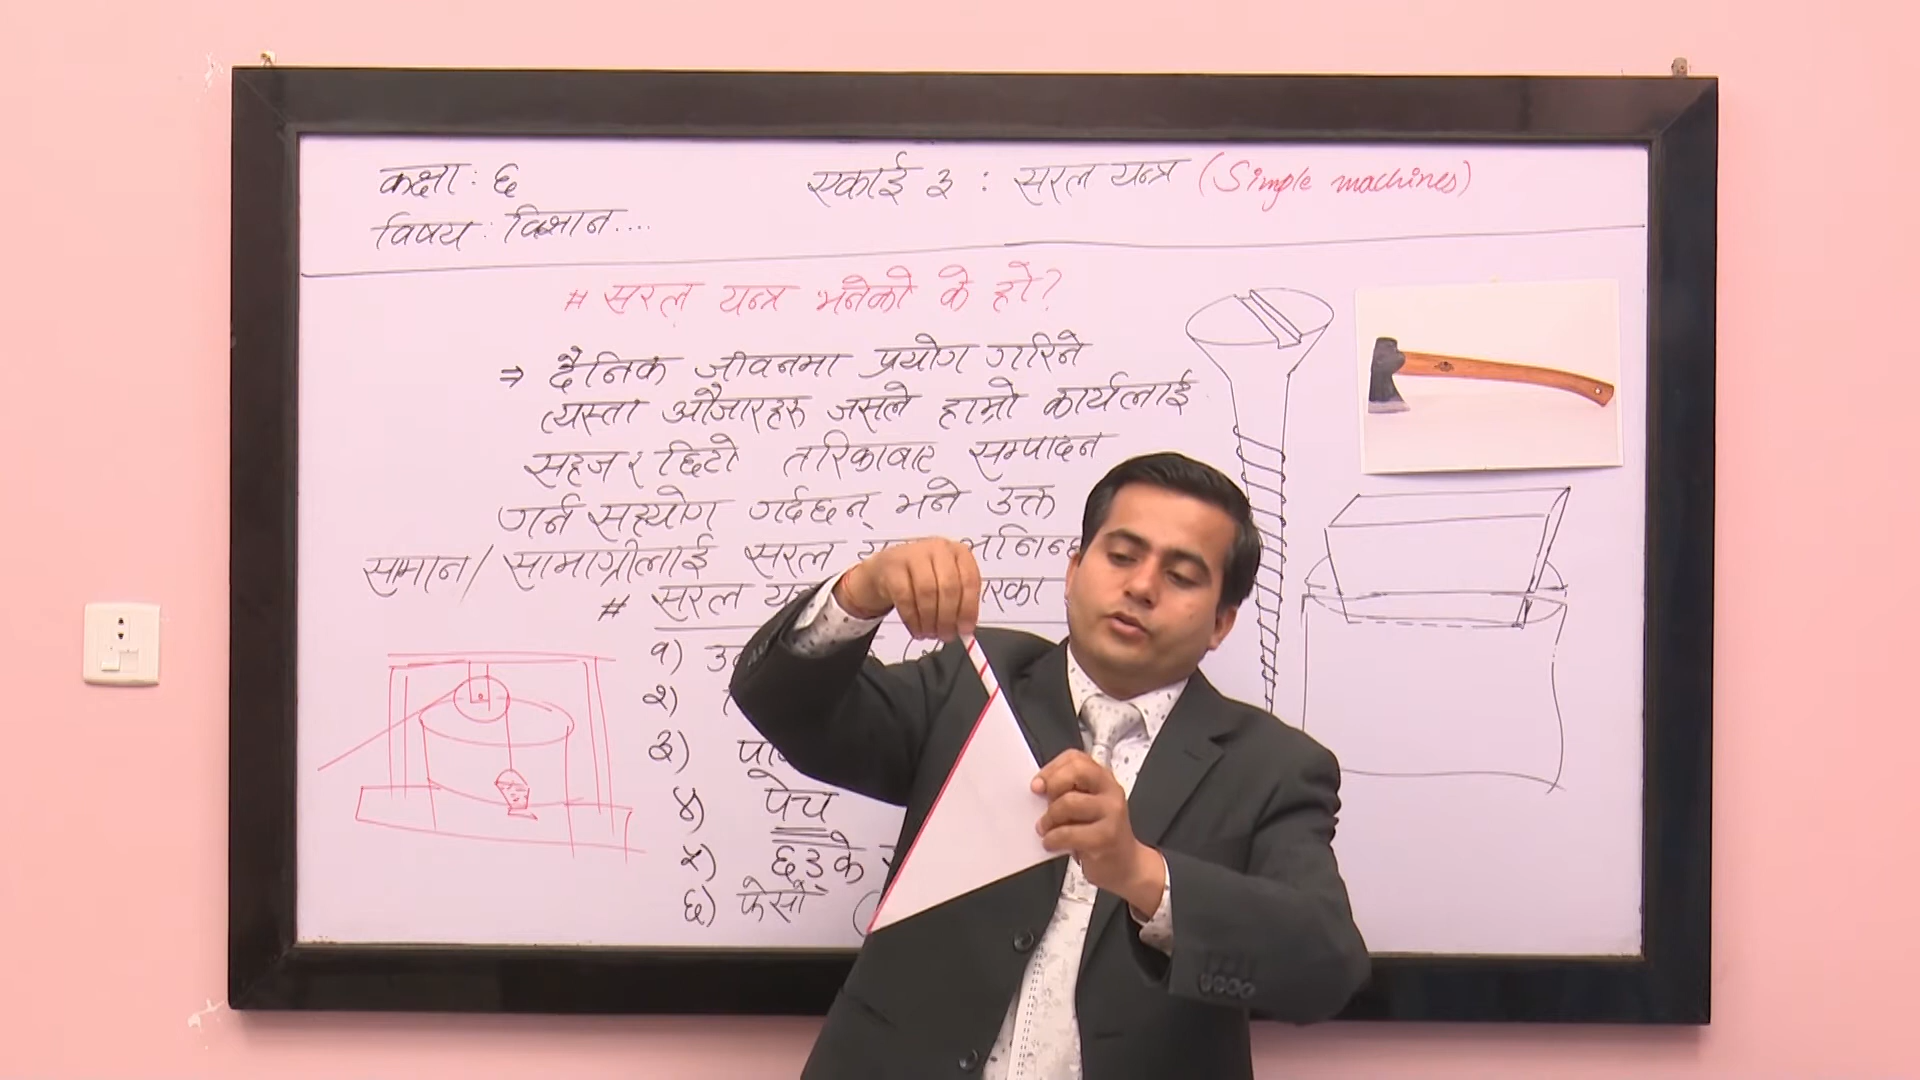 कक्षा : ६
एकाई ३ : सरल यन्त्र (Simple machines)
विषय : विज्ञान....
# सरल यन्त्र भनेको के हो?
⇒ दैनिक जीवनमा प्रयोग गरिने
त्यस्ता औजारहरु जसले हाम्रो कार्यलाई
सहज र छिटो तरिकाबाट सम्पादन
गर्न सहयोग गर्दछन् भने उक्त
समान/ सामाग्रीलाई सरल
# सरल
१)
२)
३)
४) पेच
५) छड्के
६) फेसो